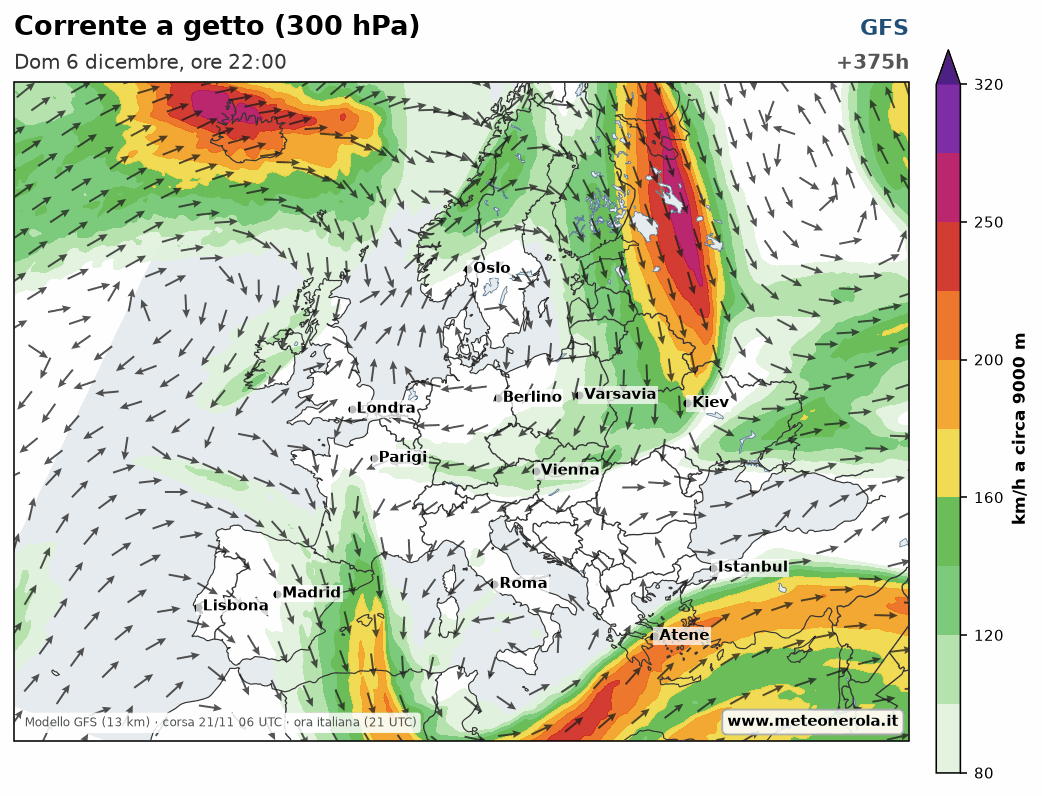 Corrente a getto (300 hPa)
GFS
Dom 6 dicembre, ore 22:00
+375h
320
250
200
160
120
80
km/h a circa 9000 m
Oslo
Berlino
Varsavia
Kiev
Londra
Parigi
Vienna
Istanbul
Roma
Madrid
Lisbona
Atene
Modello GFS (13 km) · corsa 21/11 06 UTC · ora italiana (21 UTC)
www.meteonerola.it